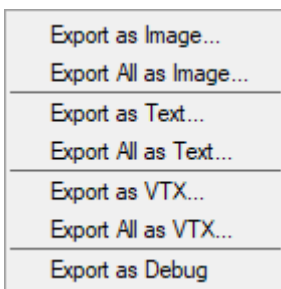 Export as Image...
Export All as Image...
Export as Text...
Export All as Text...
Export as VTX...
Export All as VTX...
Export as Debug